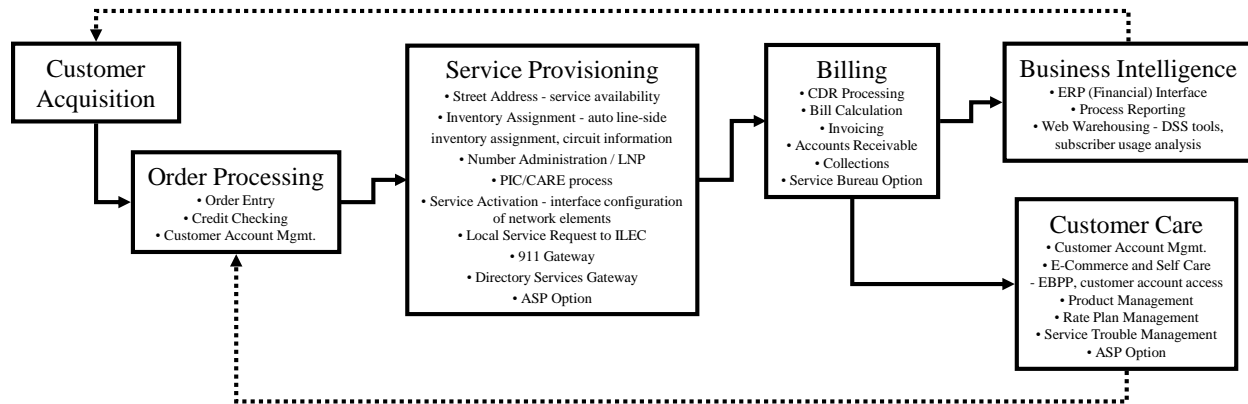 Customer
Acquisition
Order Processing
• Order Entry
• Credit Checking
• Customer Account Mgmt.
Service Provisioning
• Street Address - service availability
• Inventory Assignment - auto line-side
inventory assignment, circuit information
• Number Administration / LNP
• PIC/CARE process
• Service Activation - interface configuration
of network elements
• Local Service Request to ILEC
• 911 Gateway
• Directory Services Gateway
• ASP Option
Billing
• CDR Processing
• Bill Calculation
• Invoicing
• Accounts Receivable
• Collections
• Service Bureau Option
Business Intelligence
• ERP (Financial) Interface
• Process Reporting
• Web Warehousing - DSS tools,
subscriber usage analysis
Customer Care
• Customer Account Mgmt.
• E-Commerce and Self Care
- EBPP, customer account access
• Product Management
• Rate Plan Management
• Service Trouble Management
• ASP Option